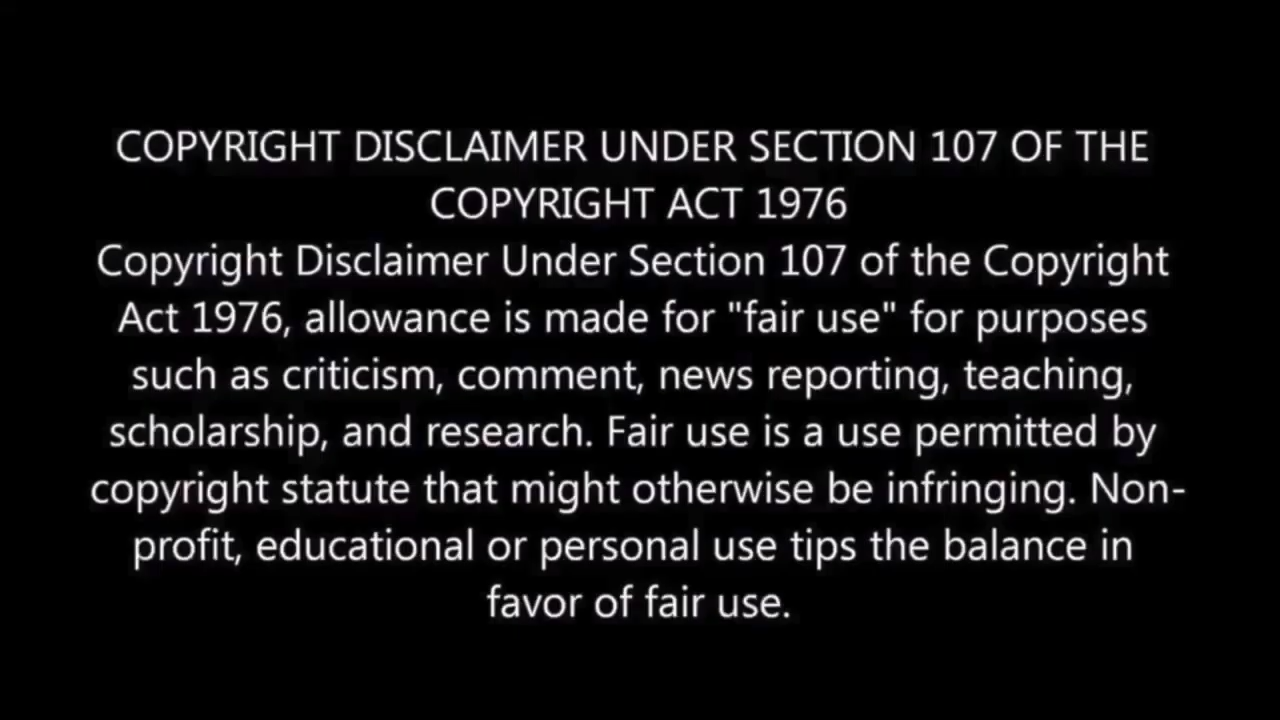 COPYRIGHT DISCLAIMER UNDER SECTION 107 OF THE
COPYRIGHT ACT 1976
Copyright Disclaimer Under Section 107 of the Copyright
Act 1976, allowance is made for "fair use" for purposes
such as criticism, comment, news reporting, teaching,
scholarship, and research. Fair use is a use permitted by
copyright statute that might otherwise be infringing. Non-
profit, educational or personal use tips the balance in
favor of fair use.